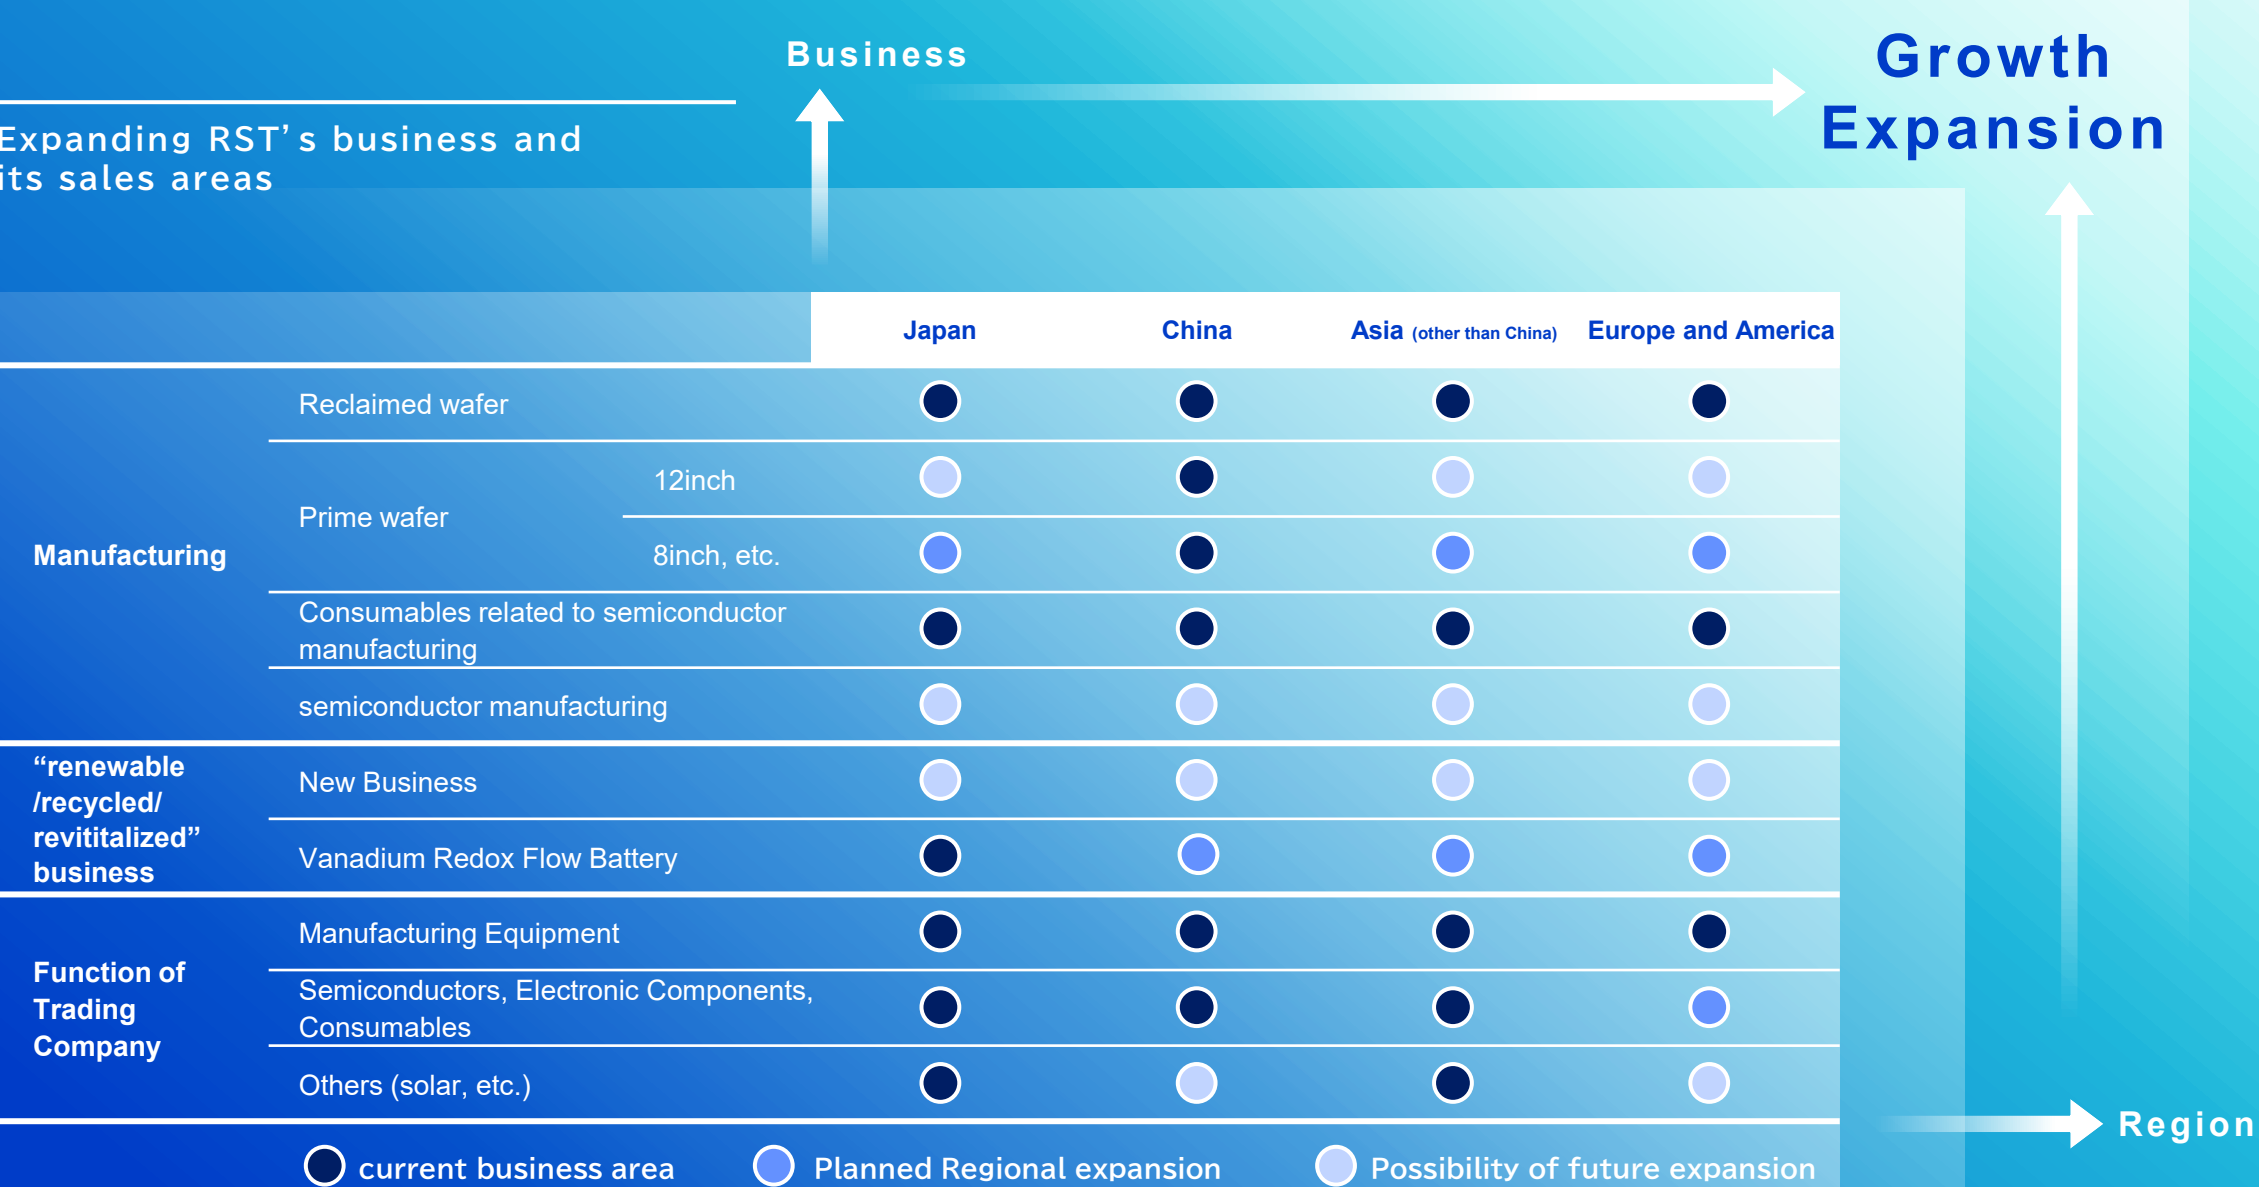 Business
Growth
Expansion
Expanding RST’s business and
its sales areas
Japan
China
Asia (other than China)
Europe and America
Manufacturing
Reclaimed wafer
Prime wafer
12inch
8inch, etc.
Consumables related to semiconductor
manufacturing
semiconductor manufacturing
“renewable
/recycled/
revititalized”
business
New Business
Vanadium Redox Flow Battery
Function of
Trading
Company
Manufacturing Equipment
Semiconductors, Electronic Components,
Consumables
Others (solar, etc.)
Region
current business area
Planned Regional expansion
Possibility of future expansion